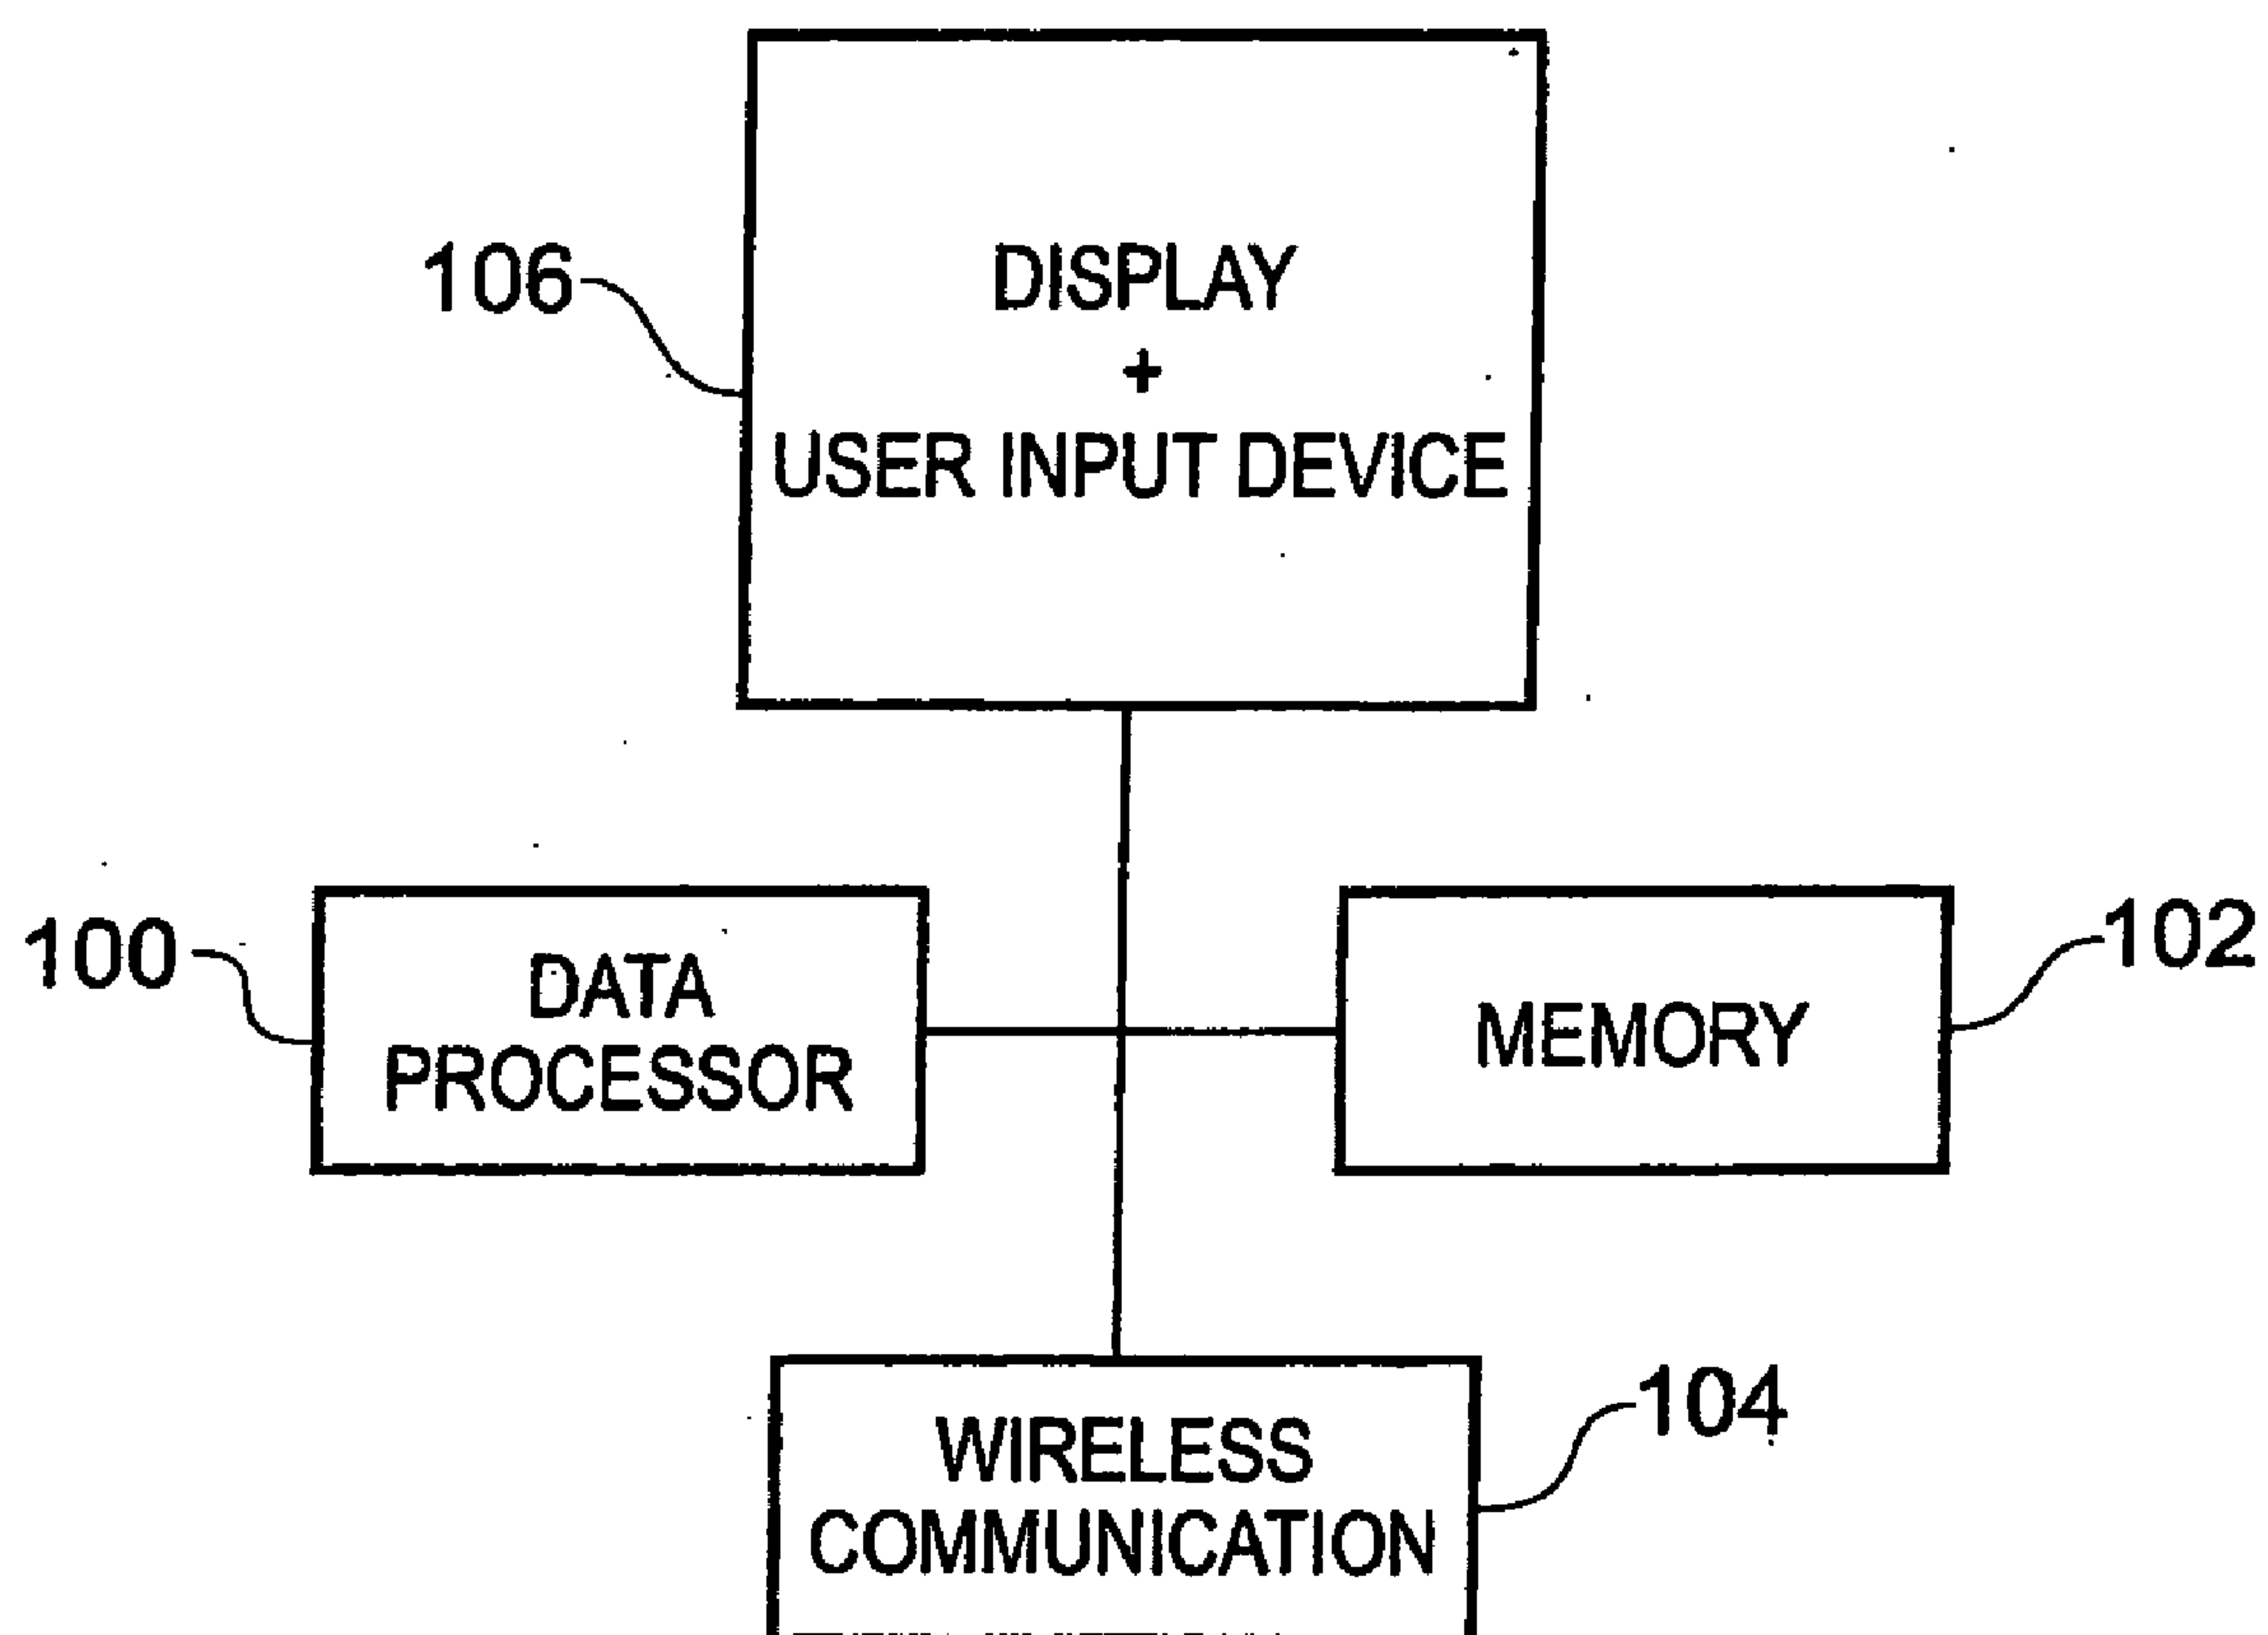 106
DISPLAY
+
USER INPUT DEVICE
100
DATA
PROCESSOR
MEMORY
102
104
WIRELESS
COMMUNICATION